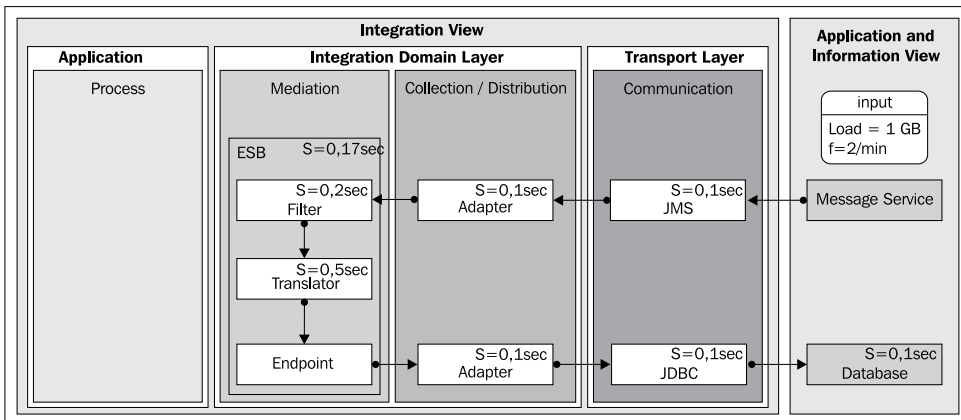 Integration View
Application and
Information View
Application
Integration Domain Layer
Transport Layer
Process
Mediation
Collection / Distribution
Communication
input
Load = 1 GB
f=2/min
ESB
S=0,17sec
S=0,2sec
Filter
S=0,1sec
Adapter
S=0,1sec
JMS
Message Service
S=0,5sec
Translator
Endpoint
S=0,1sec
Adapter
S=0,1sec
JDBC
S=0,1sec
Database